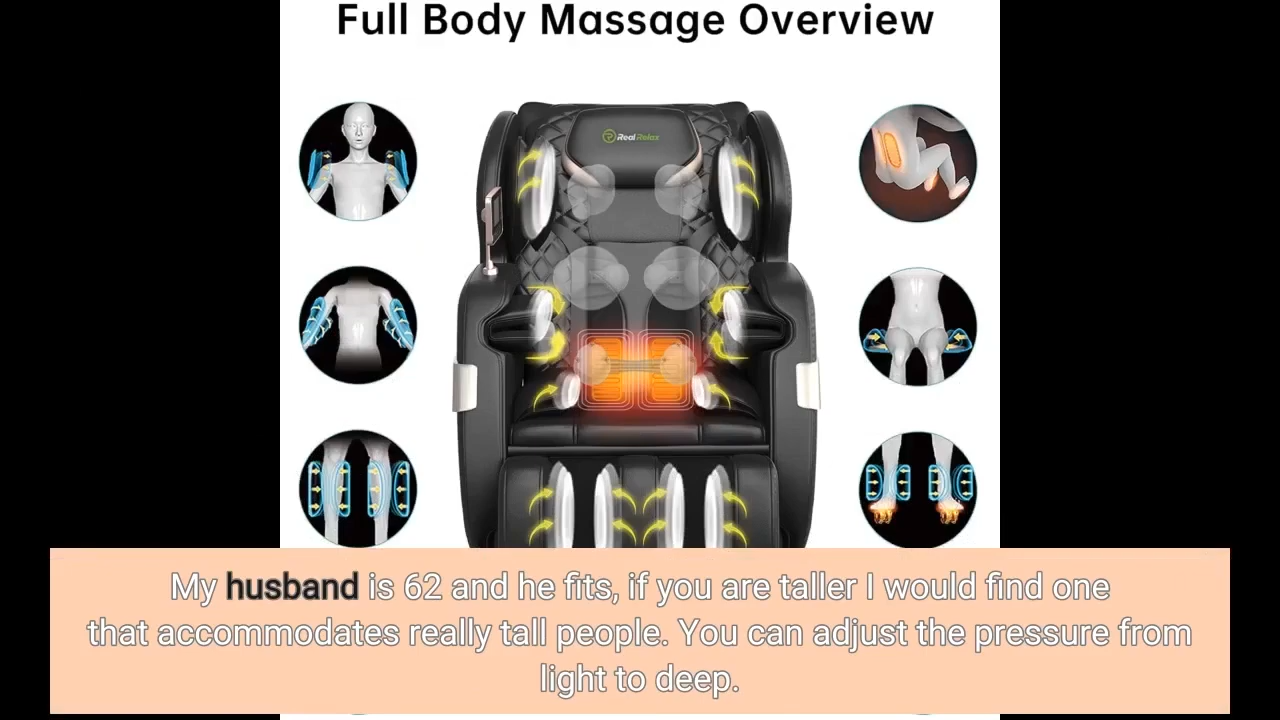 Full Body Massage Overview
Real Relax
My husband is 62 and he fits, if you are taller I would find one
that accommodates really tall people. You can adjust the pressure from
light to deep.